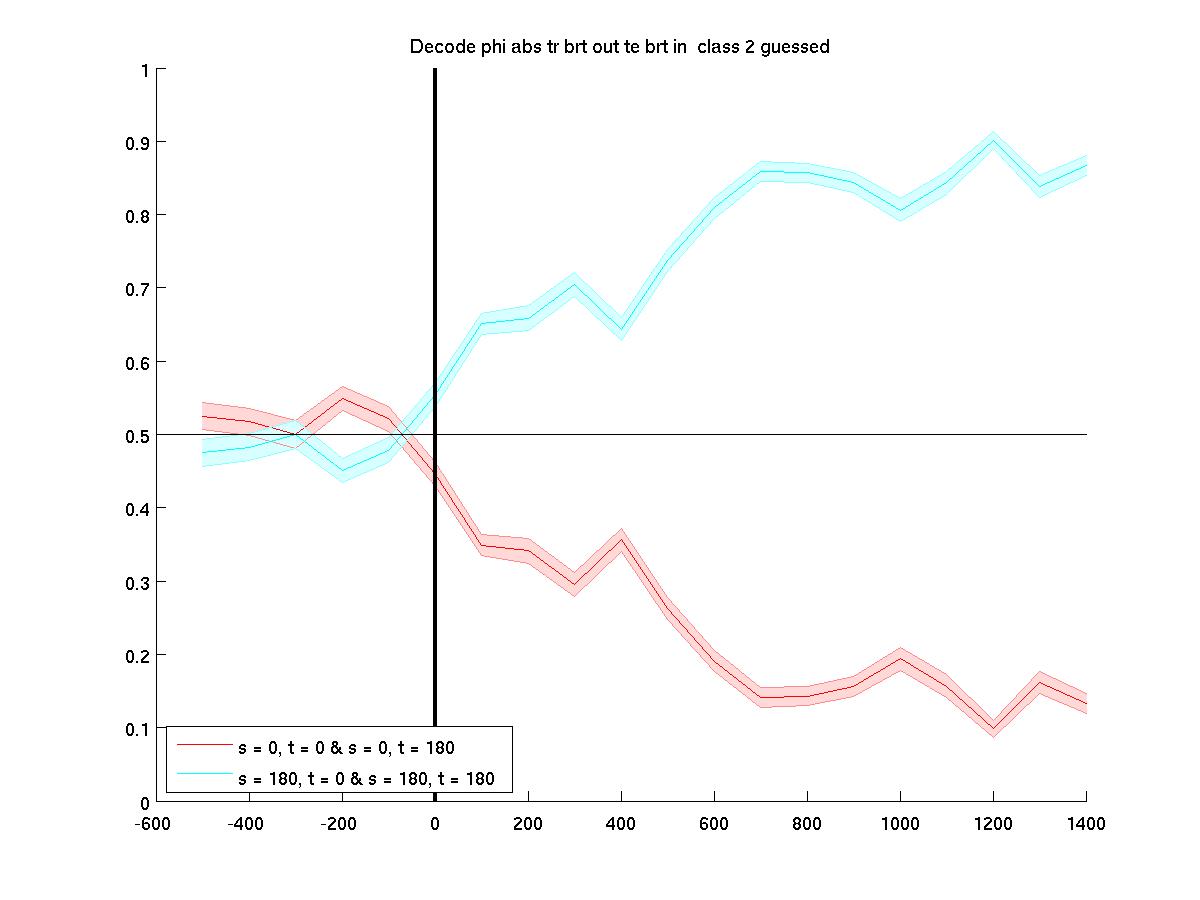 Decode phi abs tr brt out te brt in  class 2 guessed
1
0.9
0.8
0.7
0.6
0.5
0.4
0.3
0.2
0.1
0
s = 0, t = 0 & s = 0, t = 180
s = 180, t = 0 & s = 180, t = 180
-600 -400 -200 0 200 400 600 800 1000 1200 1400